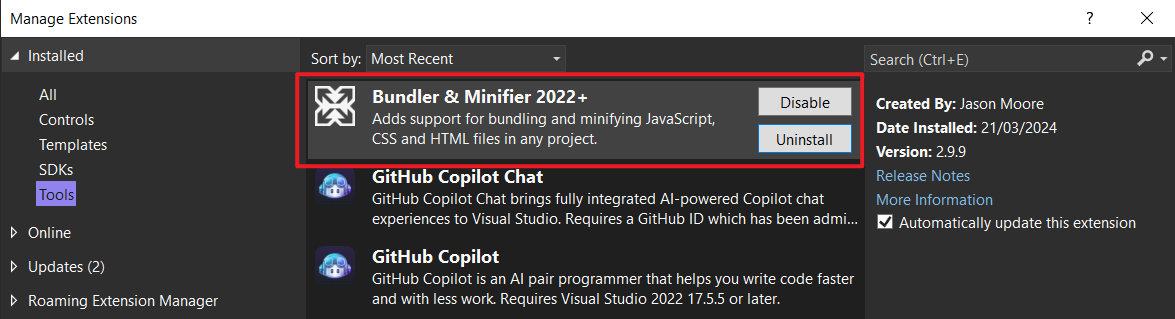 Manage Extensions
?
Installed
All
Controls
Templates
SDKs
Tools
Online
Updates (2)
Roaming Extension Manager
Sort by: Most Recent
Bundler & Minifier 2022+
Adds support for bundling and minifying JavaScript,
CSS and HTML files in any project.
Disable
Uninstall
GitHub Copilot Chat
GitHub Copilot Chat brings fully integrated AI-powered Copilot chat
experiences to Visual Studio. Requires a GitHub ID which has been admi...
GitHub Copilot
GitHub Copilot is an AI pair programmer that helps you write code faster
and with less work. Requires Visual Studio 2022 17.5.5 or later.
Search (Ctrl+E)
Created By: Jason Moore
Date Installed: 21/03/2024
Version: 2.9.9
Release Notes
More Information
Automatically update this extension